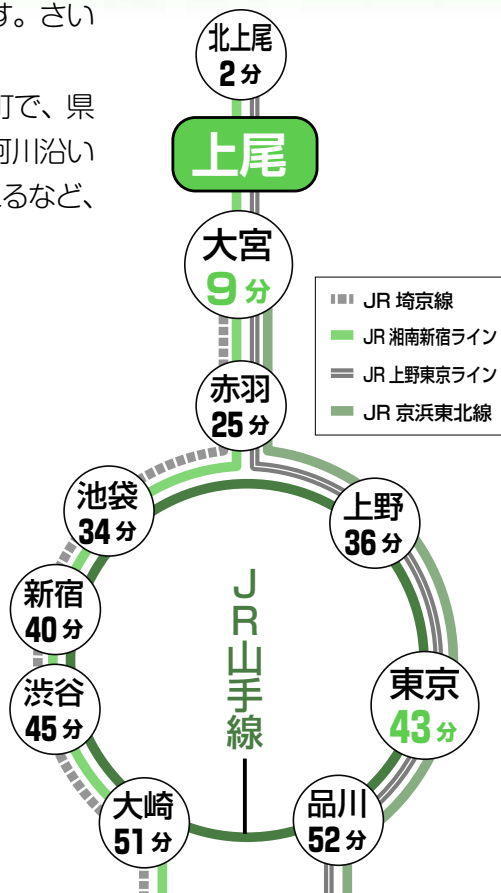 す。さい
町で、県
河川沿い
るなど、
北上尾
2分
上尾
大宮
9分
JR 埼京線
JR 湘南新宿ライン
JR 上野東京ライン
JR 京浜東北線
赤羽
25分
池袋
34分
上野
36分
新宿
40分
渋谷
45分
JR山手線
東京
43分
大崎
51分
品川
52分